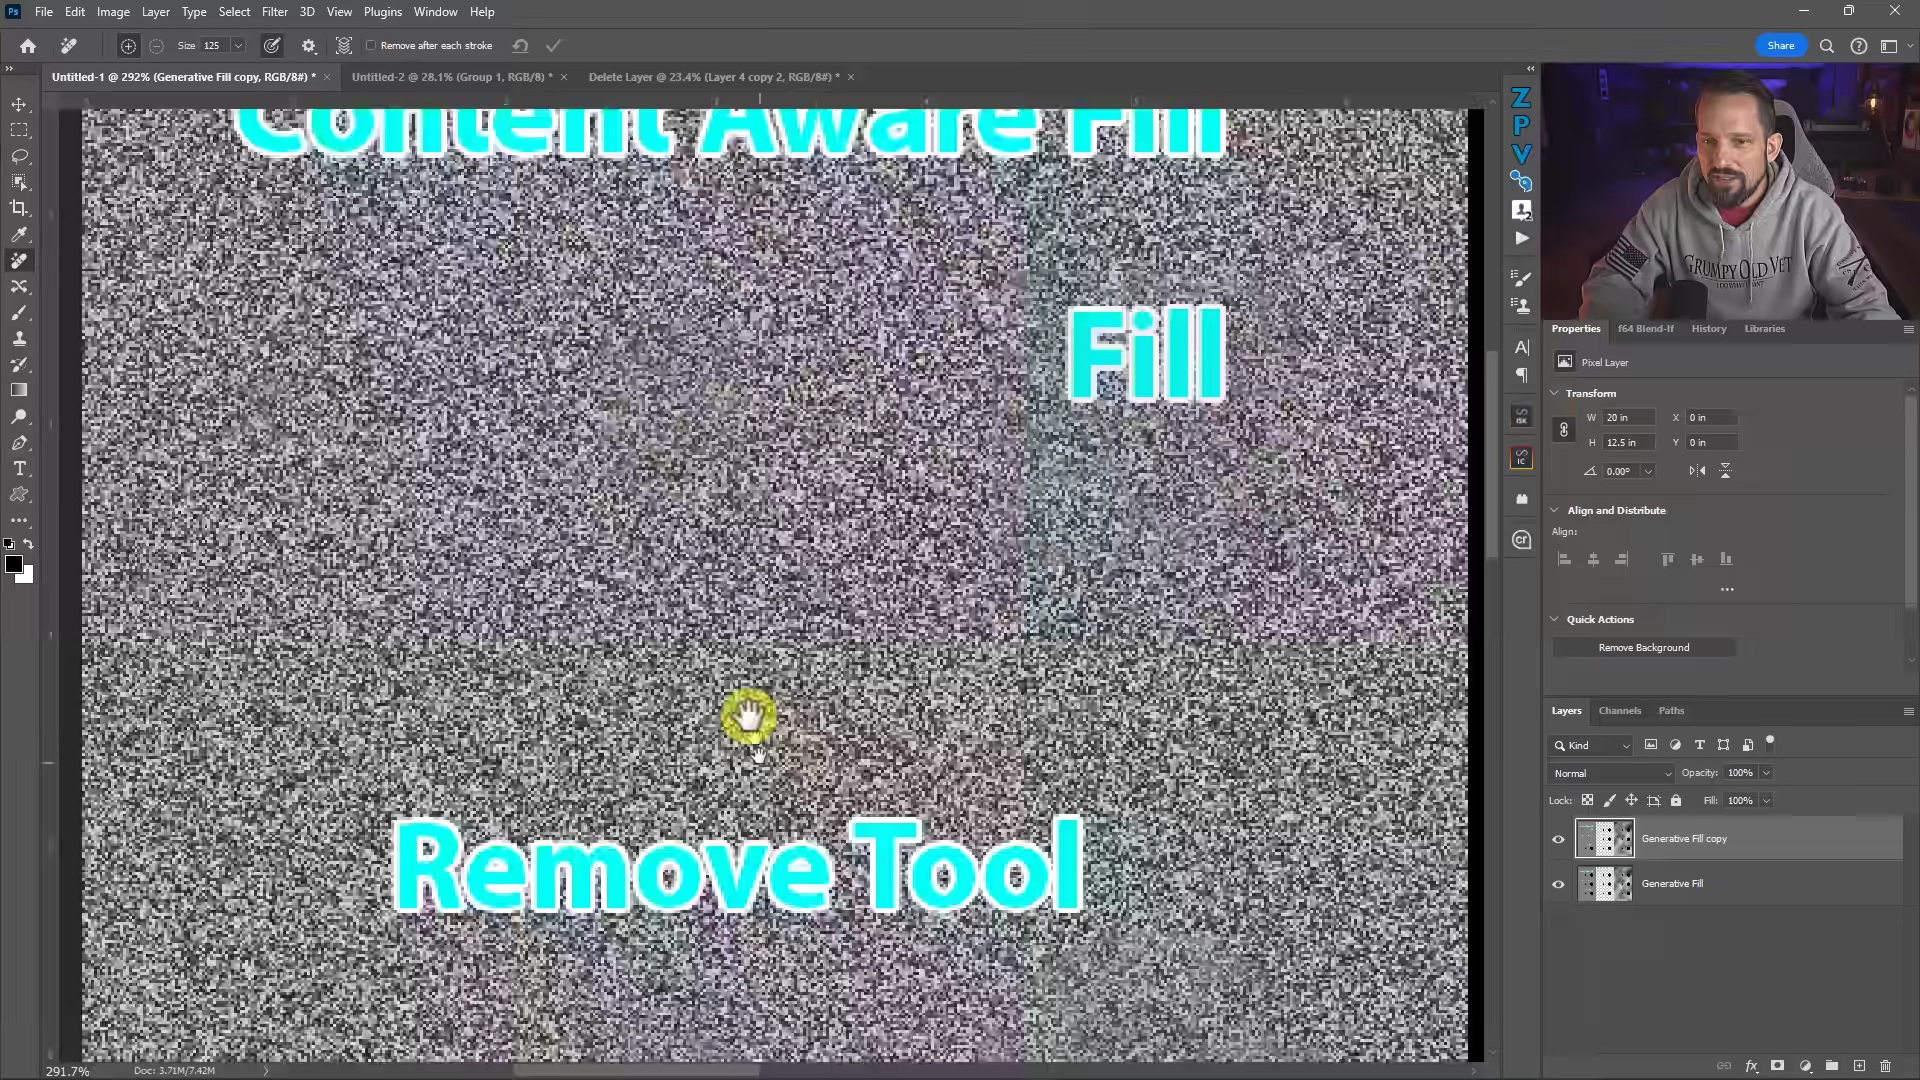 Ps File Edit Image Layer Type Select Filter 3D View Plugins Window Help
Size 125 Remove after each stroke Share
Untitled-1 @ 292% (Generative Fill copy, RGB/8#) * Untitled-2 @ 28.1% (Group 1, RGB/8) * Delete Layer @ 23.4% (Layer 4 copy 2, RGB/8#) *
Content Aware Fill
Fill
Remove Tool
Z
P
V
GRUMPY OLD VET
Properties f64 Blend-If History Libraries
Pixel Layer
Transform
W 20 in X 0 in
H 12.5 in Y 0 in
0.00°
Align and Distribute
Align:
Quick Actions
Remove Background
Layers Channels Paths
Kind
Normal Opacity: 100%
Lock: Fill: 100%
Generative Fill copy
Generative Fill
291.7% Doc: 3.71M/7.42M